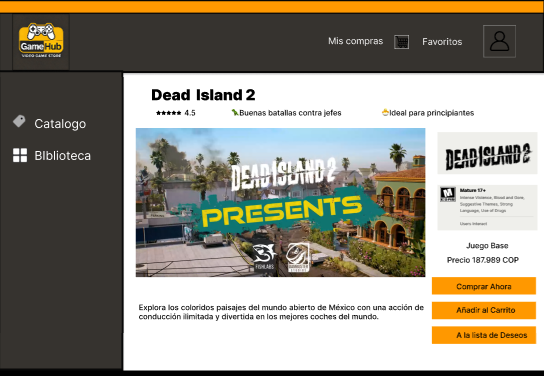 GameHub
VIDEO GAME STORE
Mis compras
Favoritos
Catalogo
BIblioteca
Dead Island 2
★★★★★ 4.5
Buenas batallas contra jefes
Ideal para principiantes
DEAD ISLAND 2
PRESENTS
FISHLABS
DEAD ISLAND 2
Mature 17+
Intense Violence, Blood and Gore,
Suggestive Themes, Strong
Language, Use of Drugs
Users Interact
Juego Base
Precio 187.989 COP
Comprar Ahora
Añadir al Carrito
A la lista de Deseos
Explora los coloridos paisajes del mundo abierto de México con una acción de
conducción ilimitada y divertida en los mejores coches del mundo.